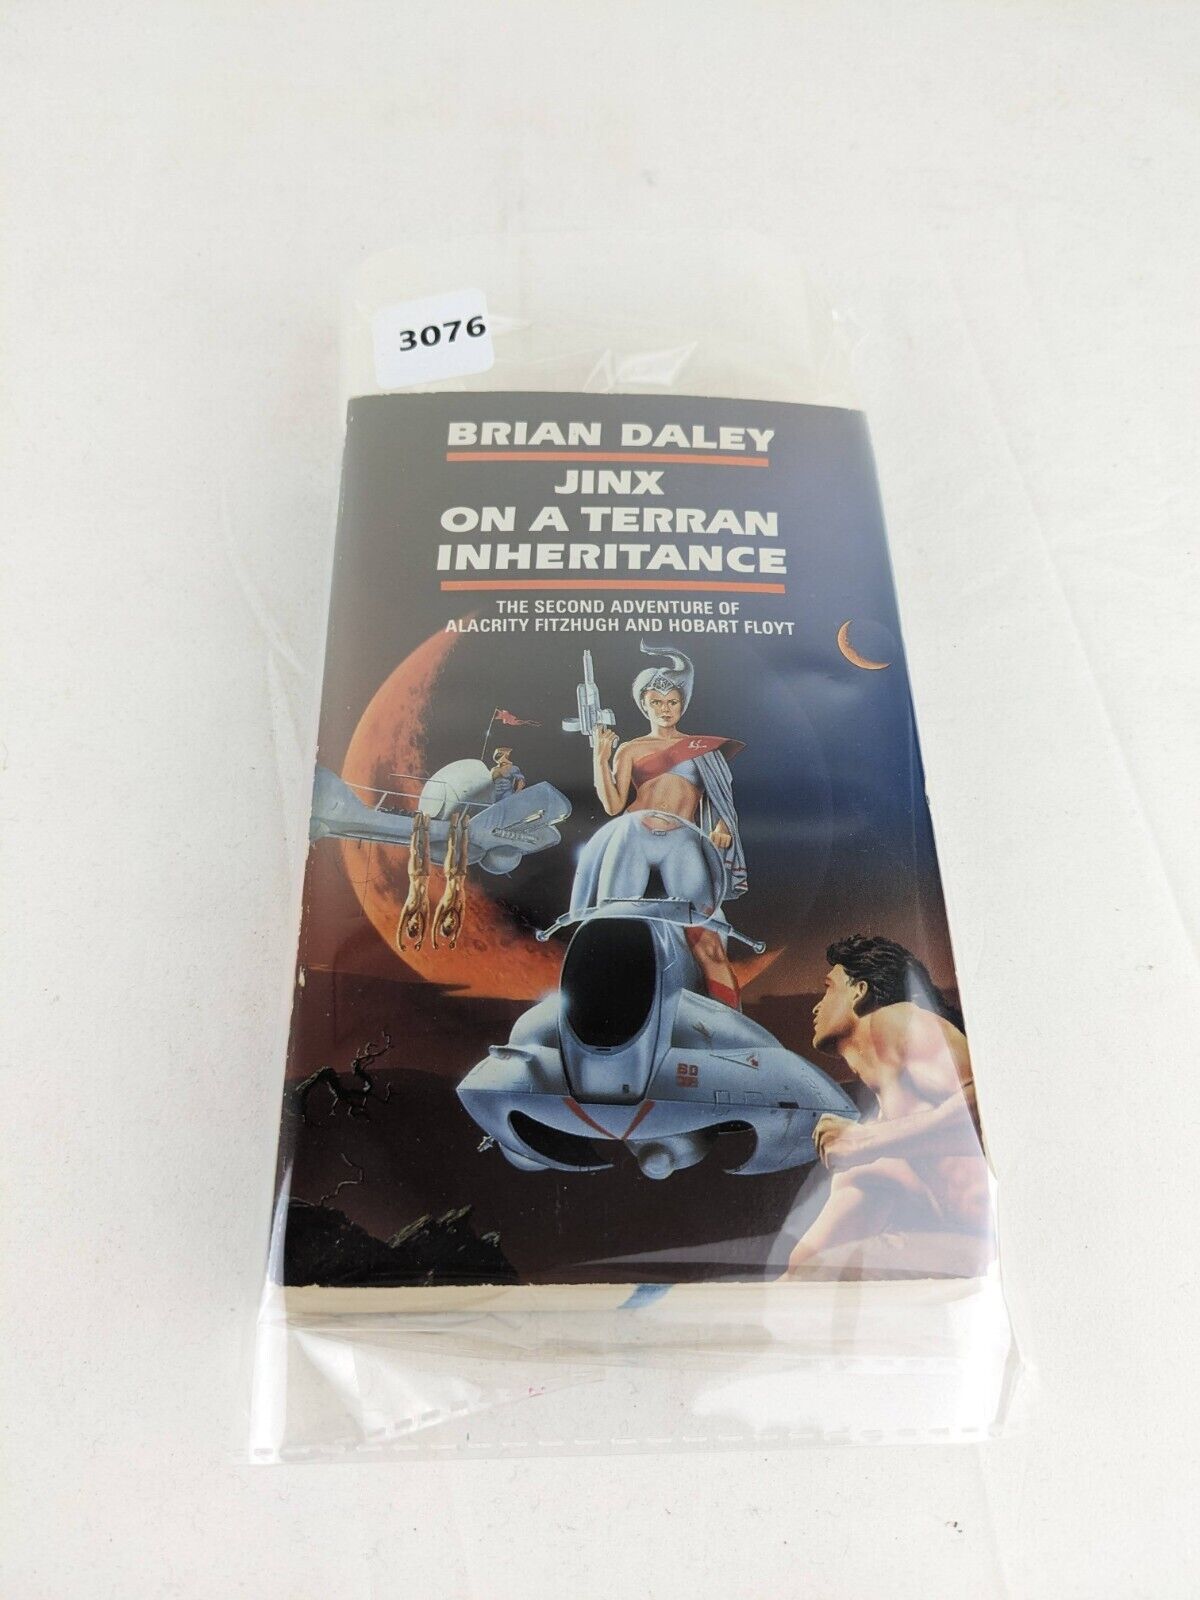 3076
BRIAN DALEY
JINX
ON A TERRAN
INHERITANCE
THE SECOND ADVENTURE OF
ALACRITY FITZHUGH AND HOBART FLOYT